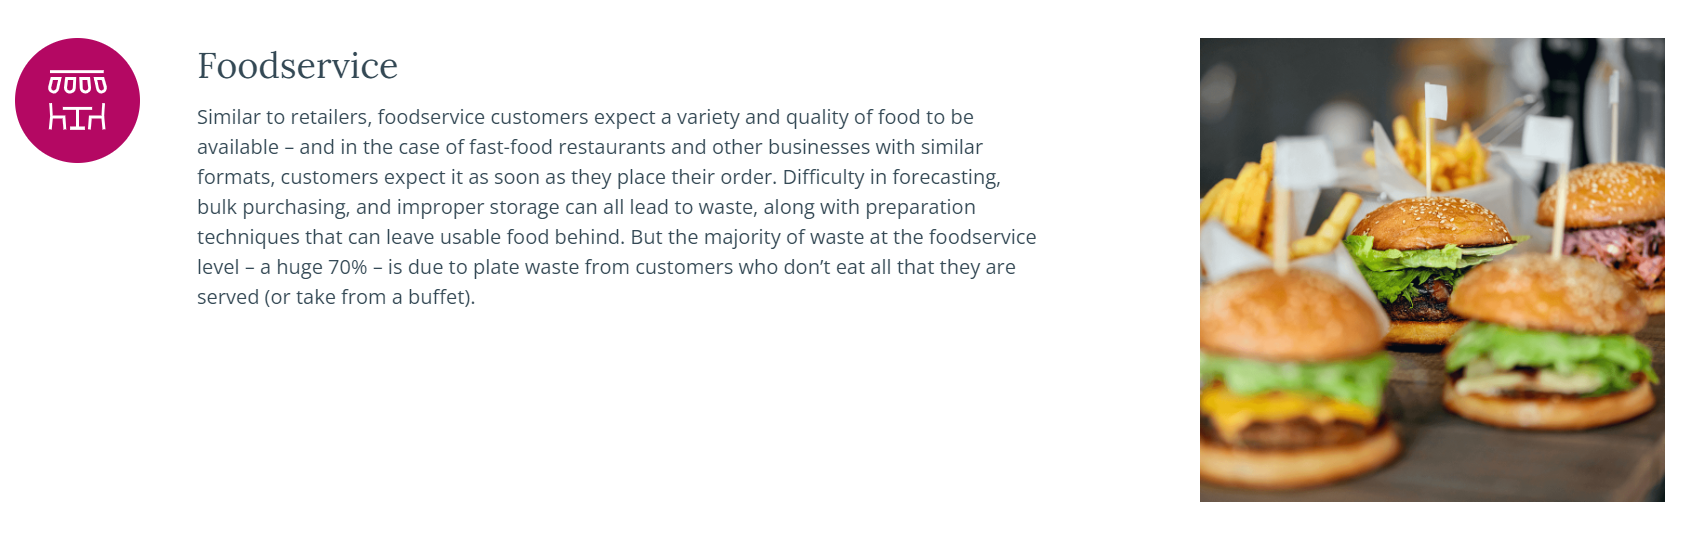 Foodservice
Similar to retailers, foodservice customers expect a variety and quality of food to be
available – and in the case of fast-food restaurants and other businesses with similar
formats, customers expect it as soon as they place their order. Difficulty in forecasting,
bulk purchasing, and improper storage can all lead to waste, along with preparation
techniques that can leave usable food behind. But the majority of waste at the foodservice
level – a huge 70% – is due to plate waste from customers who don’t eat all that they are
served (or take from a buffet).